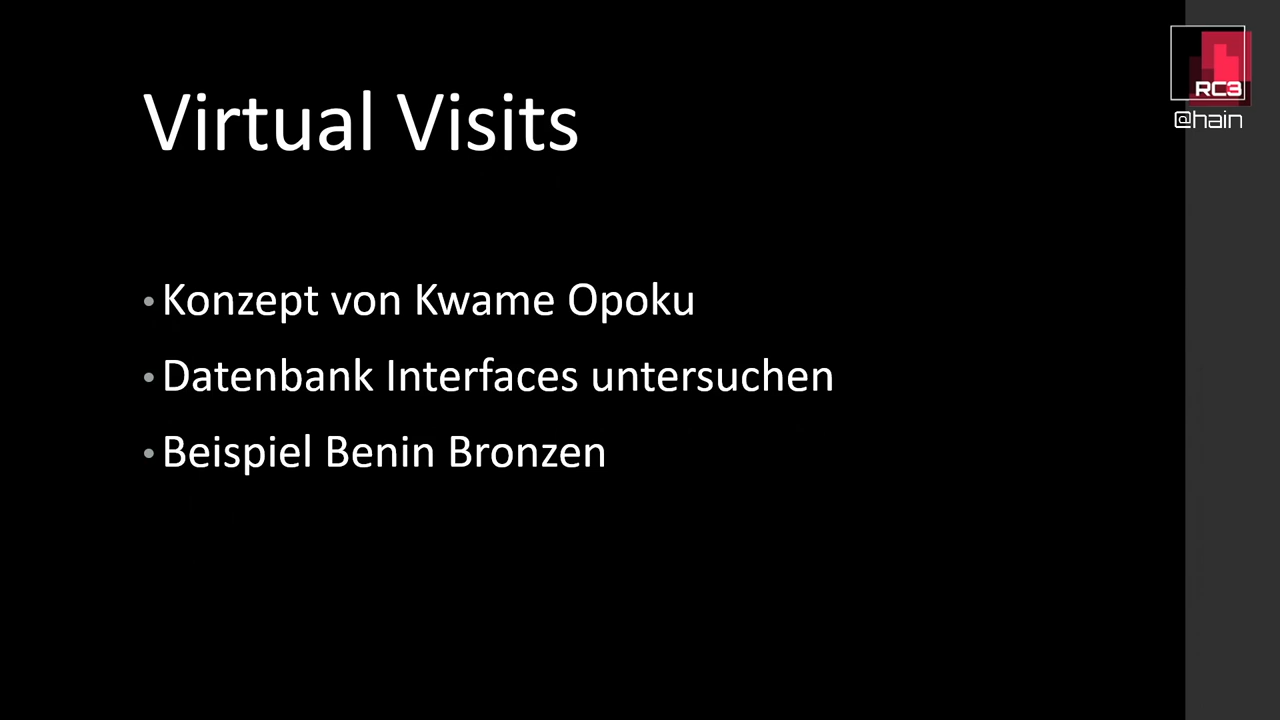 Virtual Visits
RC3
@hain
• Konzept von Kwame Opoku
• Datenbank Interfaces untersuchen
• Beispiel Benin Bronzen